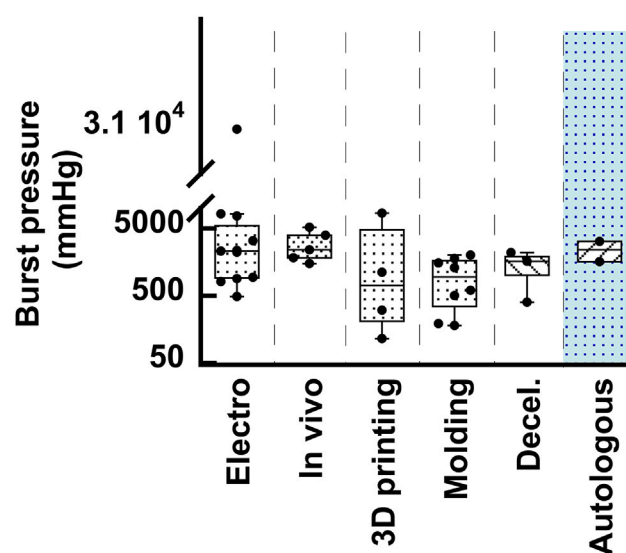 Burst pressure
(mmHg)
3.1 10⁴
5000
500
50
Electro
In vivo
3D printing
Molding
Decel.
Autologous